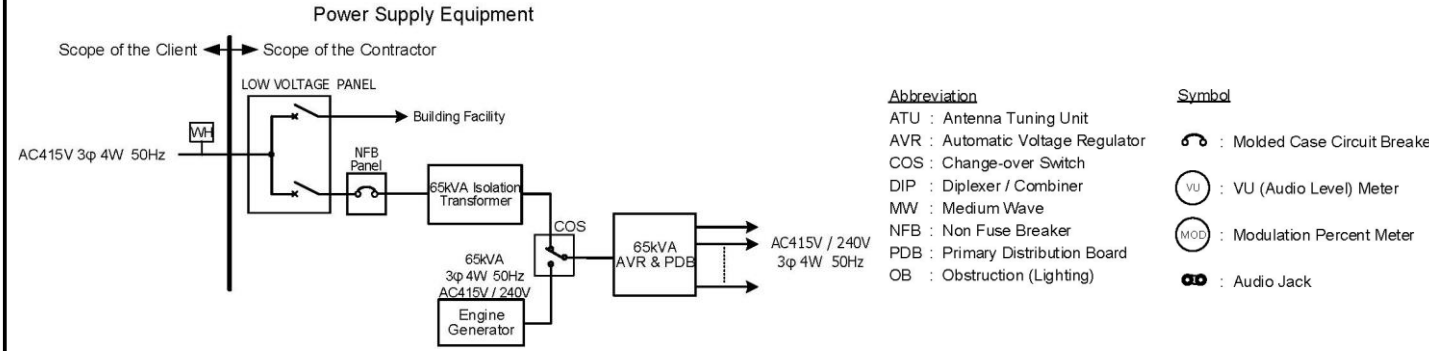 Power Supply Equipment
Scope of the Client
Scope of the Contractor
LOW VOLTAGE PANEL
WH
AC415V 3φ 4W 50Hz
Building Facility
NFB
Panel
65kVA Isolation
Transformer
COS
65kVA
3φ 4W 50Hz
AC415V / 240V
Engine
Generator
65kVA
AVR & PDB
AC415V / 240V
3φ 4W 50Hz
Abbreviation
ATU : Antenna Tuning Unit
AVR : Automatic Voltage Regulator
COS : Change-over Switch
DIP : Diplexer / Combiner
MW : Medium Wave
NFB : Non Fuse Breaker
PDB : Primary Distribution Board
OB : Obstruction (Lighting)
Symbol
: Molded Case Circuit Breake
VU : VU (Audio Level) Meter
MOD : Modulation Percent Meter
: Audio Jack